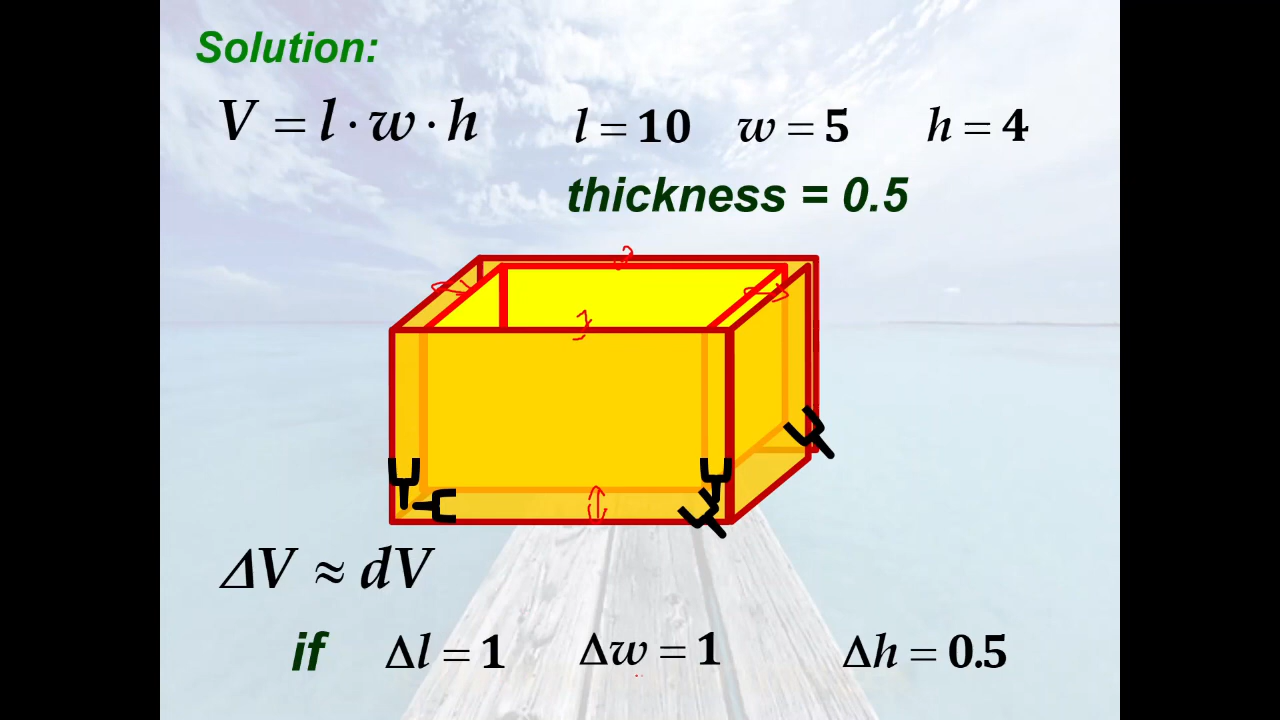 Solution:
V = l · w · h l = 10 w = 5 h = 4
thickness = 0.5
ΔV ≈ dV
if Δl = 1 Δw = 1 Δh = 0.5